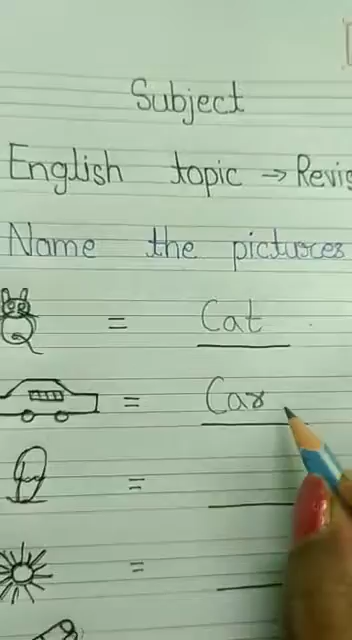 Subject
English topic → Revis
Name the pictures
= Cat
= Car
=
=